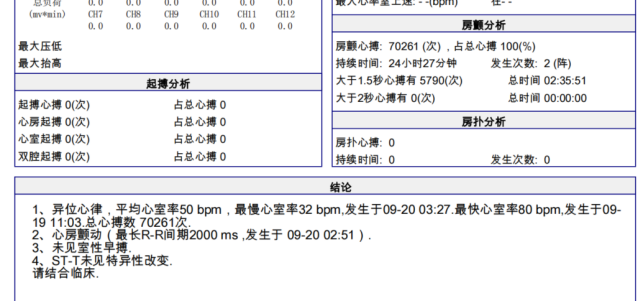 总负荷 0.0 0.0 0.0 0.0 0.0 0.0
(mv*min) CH7 CH8 CH9 CH10 CH11 CH12
0.0 0.0 0.0 0.0 0.0 0.0
最大压低
最大抬高
起搏分析
起搏心搏 0(次) 占总心搏 0
心房起搏 0(次) 占总心搏 0
心室起搏 0(次) 占总心搏 0
双腔起搏 0(次) 占总心搏 0
最大心率室上速: - -(bpm) 在- -
房颤分析
房颤心搏: 70261 (次) , 占总心搏 100(%)
持续时间: 24小时27分钟 发生次数: 2 (阵)
大于1.5秒心搏有 5790(次) 总时间 02:35:51
大于2秒心搏有 0(次) 总时间 00:00:00
房扑分析
房扑心搏: 0
持续时间: 0 发生次数: 0
结论
1、异位心律，平均心室率50 bpm，最慢心室率32 bpm,发生于09-20 03:27.最快心室率80 bpm,发生于09-
19 11:03.总心搏数 70261次.
2、心房颤动（最长R-R间期2000 ms ,发生于 09-20 02:51）.
3、未见室性早搏.
4、ST-T未见特异性改变.
请结合临床.